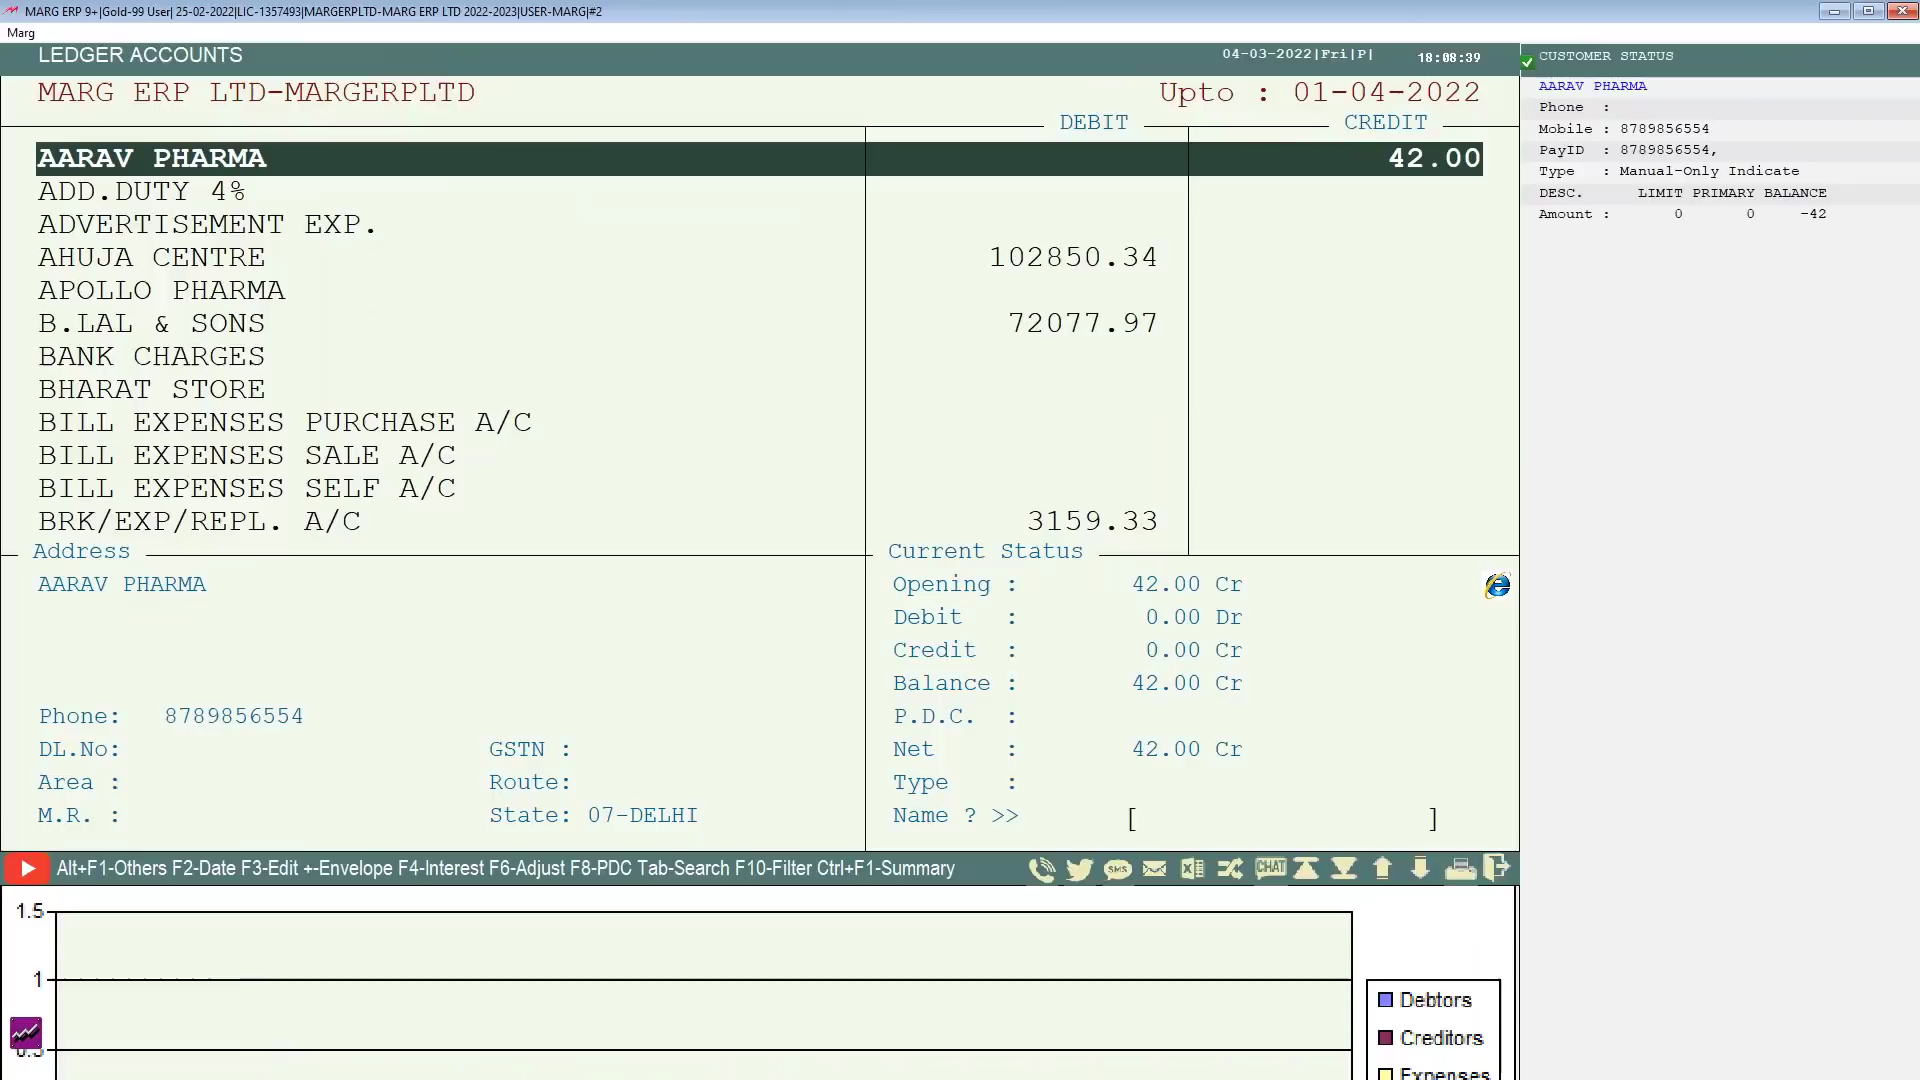 MARG ERP 9+|Gold-99 User| 25-02-2022|LIC-1357493|MARGERPLTD-MARG ERP LTD 2022-2023|USER-MARG|#2
Marg
LEDGER ACCOUNTS 04-03-2022|Fri|P| 18:08:39
MARG ERP LTD-MARGERPLTD Upto : 01-04-2022
DEBIT CREDIT
AARAV PHARMA 42.00
ADD.DUTY 4%
ADVERTISEMENT EXP.
AHUJA CENTRE 102850.34
APOLLO PHARMA
B.LAL & SONS 72077.97
BANK CHARGES
BHARAT STORE
BILL EXPENSES PURCHASE A/C
BILL EXPENSES SALE A/C
BILL EXPENSES SELF A/C
BRK/EXP/REPL. A/C 3159.33
Address
AARAV PHARMA
Phone: 8789856554
DL.No: GSTN :
Area : Route:
M.R. : State: 07-DELHI
Current Status
Opening : 42.00 Cr
Debit : 0.00 Dr
Credit : 0.00 Cr
Balance : 42.00 Cr
P.D.C. :
Net : 42.00 Cr
Type :
Name ? >> [ ]
CUSTOMER STATUS
AARAV PHARMA
Phone :
Mobile : 8789856554
PayID : 8789856554,
Type : Manual-Only Indicate
DESC. LIMIT PRIMARY BALANCE
Amount : 0 0 -42
Alt+F1-Others F2-Date F3-Edit +-Envelope F4-Interest F6-Adjust F8-PDC Tab-Search F10-Filter Ctrl+F1-Summary
SMS
CHAT
1.5
1
0.5
Debtors
Creditors
Expenses